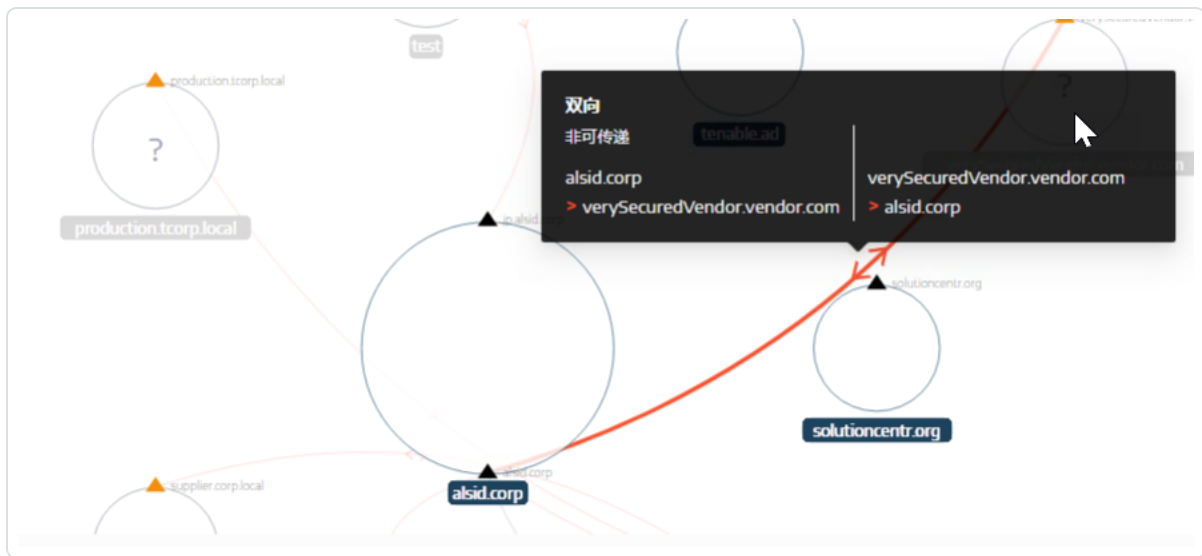 test
production.tcorp.local
?
production.tcorp.local
tenable.ad
?
双向
非可传递
alsid.corp
> verySecuredVendor.vendor.com
verySecuredVendor.vendor.com
> alsid.corp
solutioncentr.org
solutioncentr.org
alsid.corp
alsid.corp
supplier.corp.local